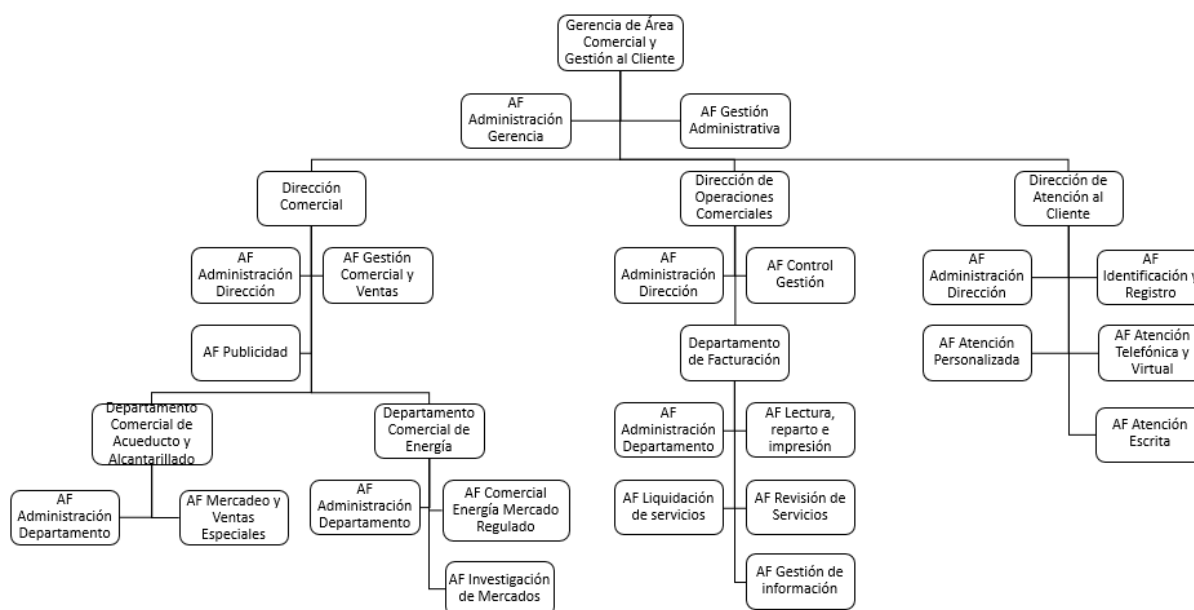 Gerencia de Área
Comercial y
Gestión al Cliente
AF
Administración
Gerencia
AF Gestión
Administrativa
Dirección
Comercial
Dirección de
Operaciones
Comerciales
Dirección de
Atención al
Cliente
AF
Administración
Dirección
AF Gestión
Comercial y
Ventas
AF
Administración
Dirección
AF Control
Gestión
AF
Administración
Dirección
AF
Identificación y
Registro
AF Publicidad
Departamento
de Facturación
AF Atención
Personalizada
AF Atención
Telefónica y
Virtual
Departamento
Comercial de
Acueducto y
Alcantarillado
Departamento
Comercial de
Energía
AF
Administración
Departamento
AF Lectura,
reparto e
impresión
AF Atención
Escrita
AF
Administración
Departamento
AF Mercadeo y
Ventas
Especiales
AF
Administración
Departamento
AF Comercial
Energía Mercado
Regulado
AF Liquidación
de servicios
AF Revisión de
Servicios
AF Investigación
de Mercados
AF Gestión de
información